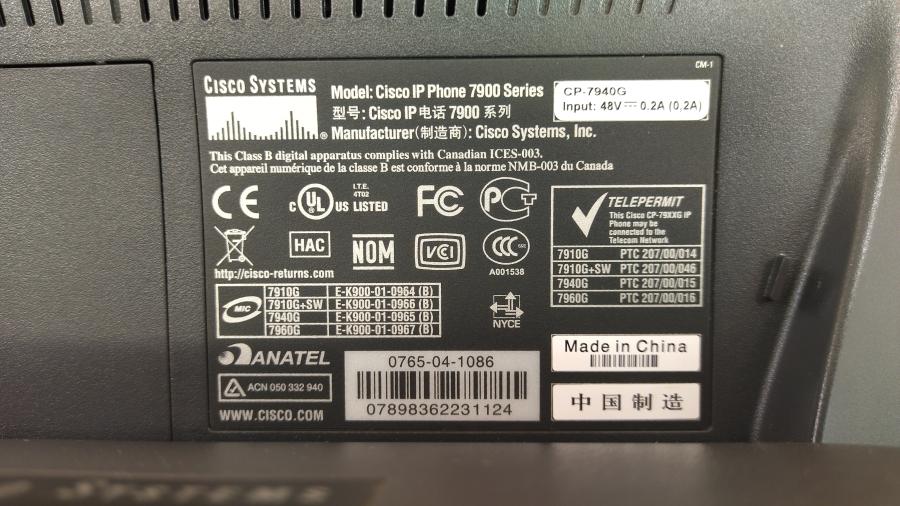 CM-1
CISCO SYSTEMS
Model: Cisco IP Phone 7900 Series
型号: Cisco IP 电话 7900 系列
Manufacturer(制造商): Cisco Systems, Inc.
CP-7940G
Input: 48V⎓0.2A (0,2A)
This Class B digital apparatus complies with Canadian ICES-003.
Cet appareil numérique de la classe B est conforme à la norme NMB-003 du Canada
CE
C UL US LISTED
I.T.E.
4T02
FC
PCT
TELEPERMIT
This Cisco CP-79XXG IP
Phone may be
connected to the
Telecom Network
7910G PTC 207/00/014
7910G+SW PTC 207/00/046
7940G PTC 207/00/015
7960G PTC 207/00/016
http://cisco-returns.com
HAC
NOM
VCI
CCC
A001538
MIC
7910G E-K900-01-0964 (B)
7910G+SW E-K900-01-0966 (B)
7940G E-K900-01-0965 (B)
7960G E-K900-01-0967 (B)
NYCE
ANATEL
ACN 050 332 940
WWW.CISCO.COM
0765-04-1086
07898362231124
Made in China
中国制造
SYSTEMS